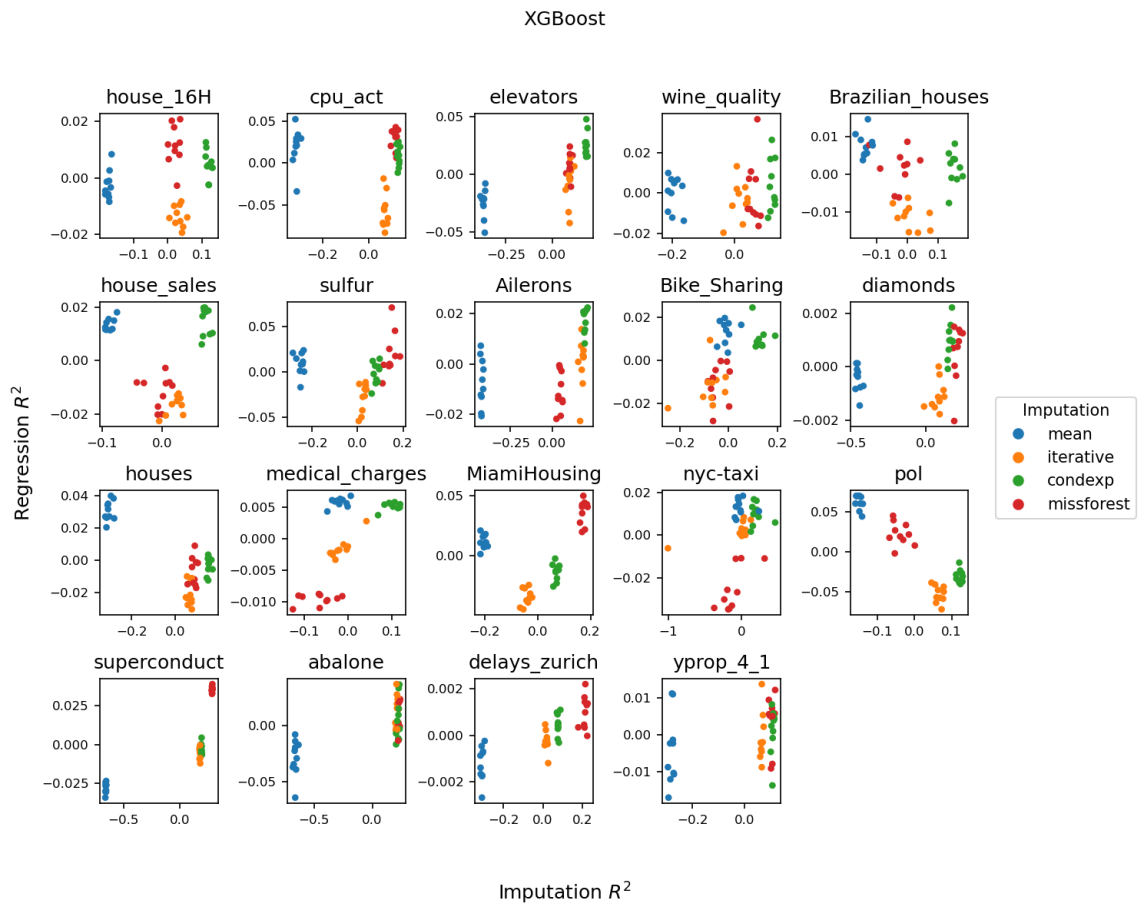 XGBoost
house_16H cpu_act elevators wine_quality Brazilian_houses
0.02 0.00 −0.02
−0.1 0.0 0.1
0.05 0.00 −0.05
−0.2 0.0
0.05 0.00 −0.05
−0.25 0.00
0.02 0.00 −0.02
−0.2 0.0
0.01 0.00 −0.01
−0.1 0.0 0.1
house_sales sulfur Ailerons Bike_Sharing diamonds
0.02 0.00 −0.02
−0.1 0.0
0.05 0.00 −0.05
−0.2 0.0 0.2
0.02 0.00 −0.02
−0.25 0.00
0.02 0.00 −0.02
−0.2 0.0 0.2
0.002 0.000 −0.002
−0.5 0.0
houses medical_charges MiamiHousing nyc-taxi pol
0.04 0.02 0.00 −0.02
−0.2 0.0
0.005 0.000 −0.005 −0.010
−0.1 0.0 0.1
0.05 0.00
−0.2 0.0 0.2
0.02 0.00 −0.02
−1 0
0.05 0.00 −0.05
−0.1 0.0 0.1
superconduct abalone delays_zurich yprop_4_1
0.025 0.000 −0.025
−0.5 0.0
0.00 −0.05
−0.5 0.0
0.002 0.000 −0.002
−0.2 0.0 0.2
0.01 0.00 −0.01
−0.2 0.0
Regression R²
Imputation R²
Imputation
mean
iterative
condexp
missforest